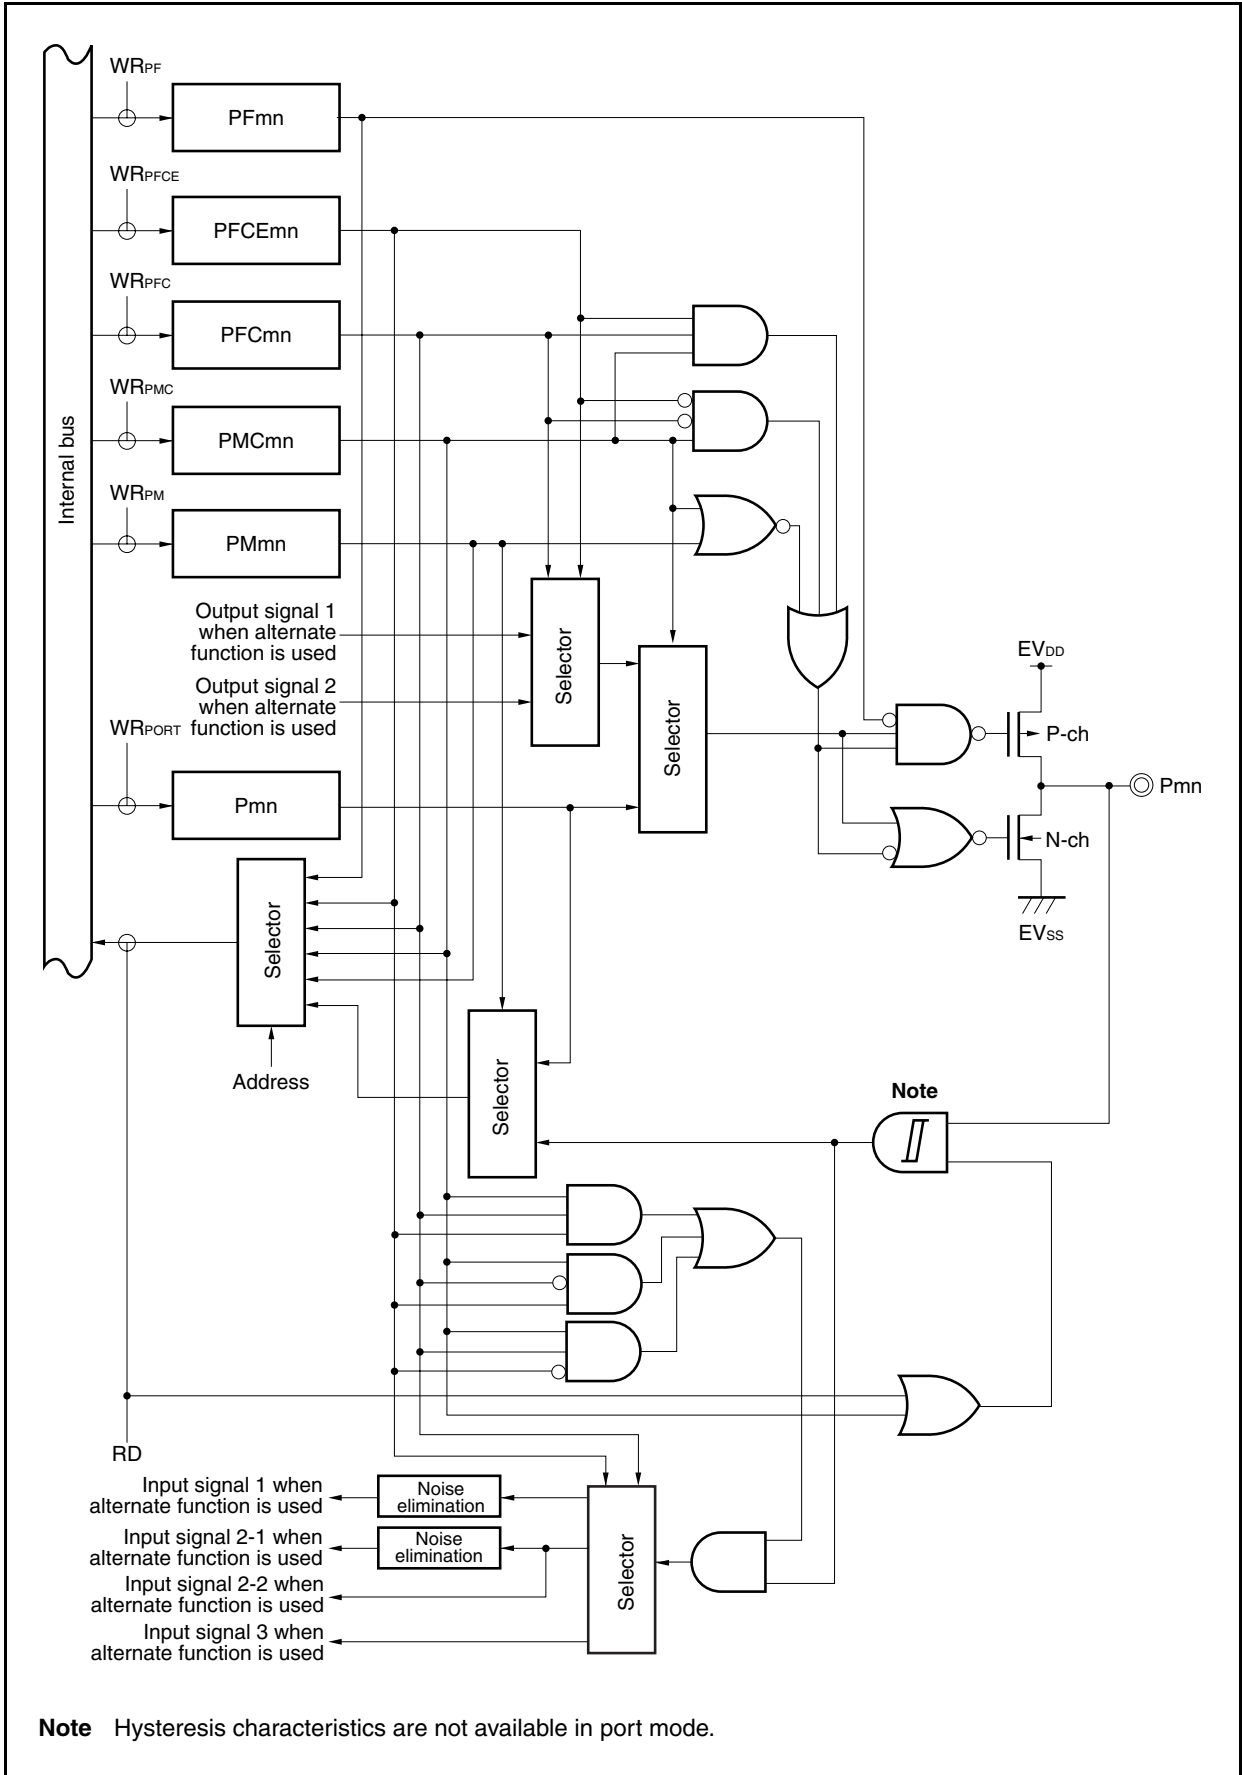 WRPF
PFmn
WRPFCE
PFCEmn
WRPFC
PFCmn
WRPMC
PMCmn
Internal bus
WRPM
PMmn
Output signal 1
when alternate
function is used
Selector
Output signal 2
when alternate
function is used
Selector
EVDD
P-ch
WRPORT
Pmn
Pmn
N-ch
EVSS
Selector
Address
Selector
Note
RD
Input signal 1 when
alternate function is used
Noise
elimination
Input signal 2-1 when
alternate function is used
Noise
elimination
Input signal 2-2 when
alternate function is used
Input signal 3 when
alternate function is used
Selector
Note Hysteresis characteristics are not available in port mode.